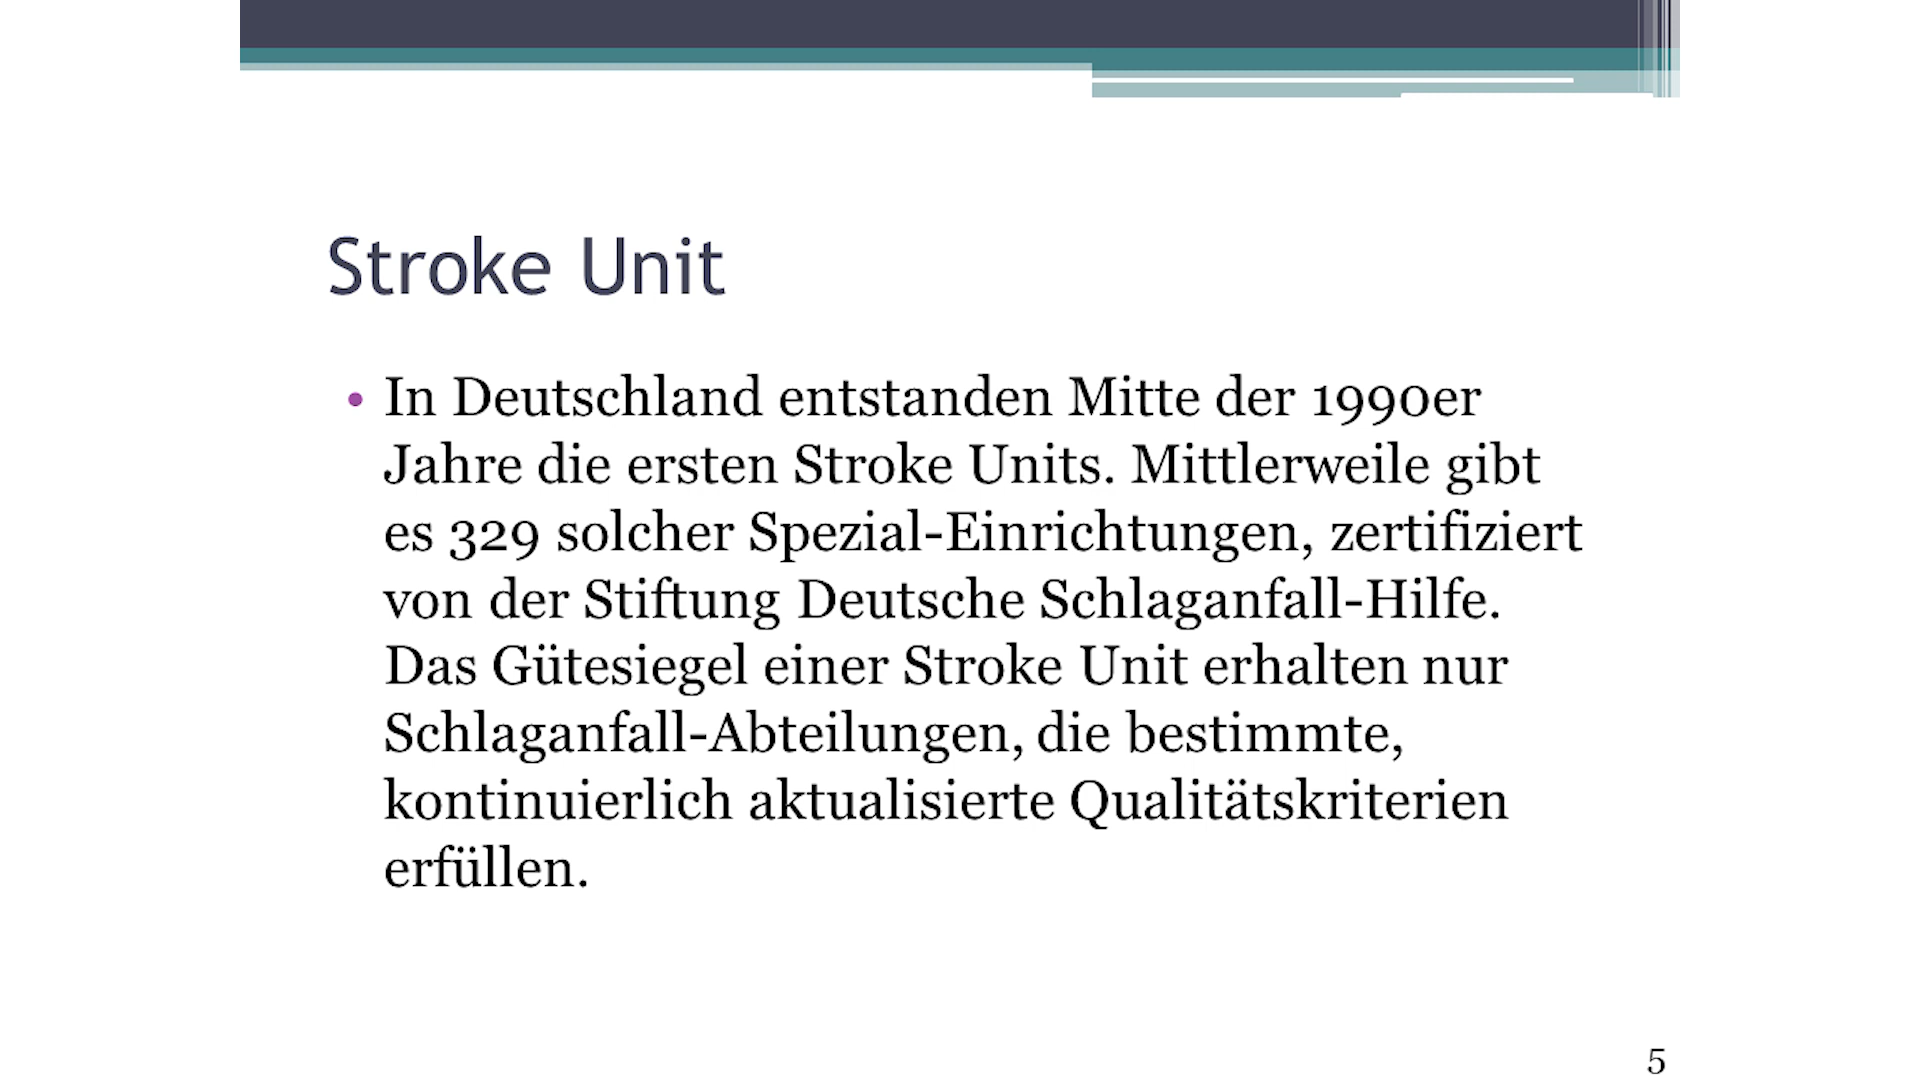 Stroke Unit
• In Deutschland entstanden Mitte der 1990er
Jahre die ersten Stroke Units. Mittlerweile gibt
es 329 solcher Spezial-Einrichtungen, zertifiziert
von der Stiftung Deutsche Schlaganfall-Hilfe.
Das Gütesiegel einer Stroke Unit erhalten nur
Schlaganfall-Abteilungen, die bestimmte,
kontinuierlich aktualisierte Qualitätskriterien
erfüllen.
5